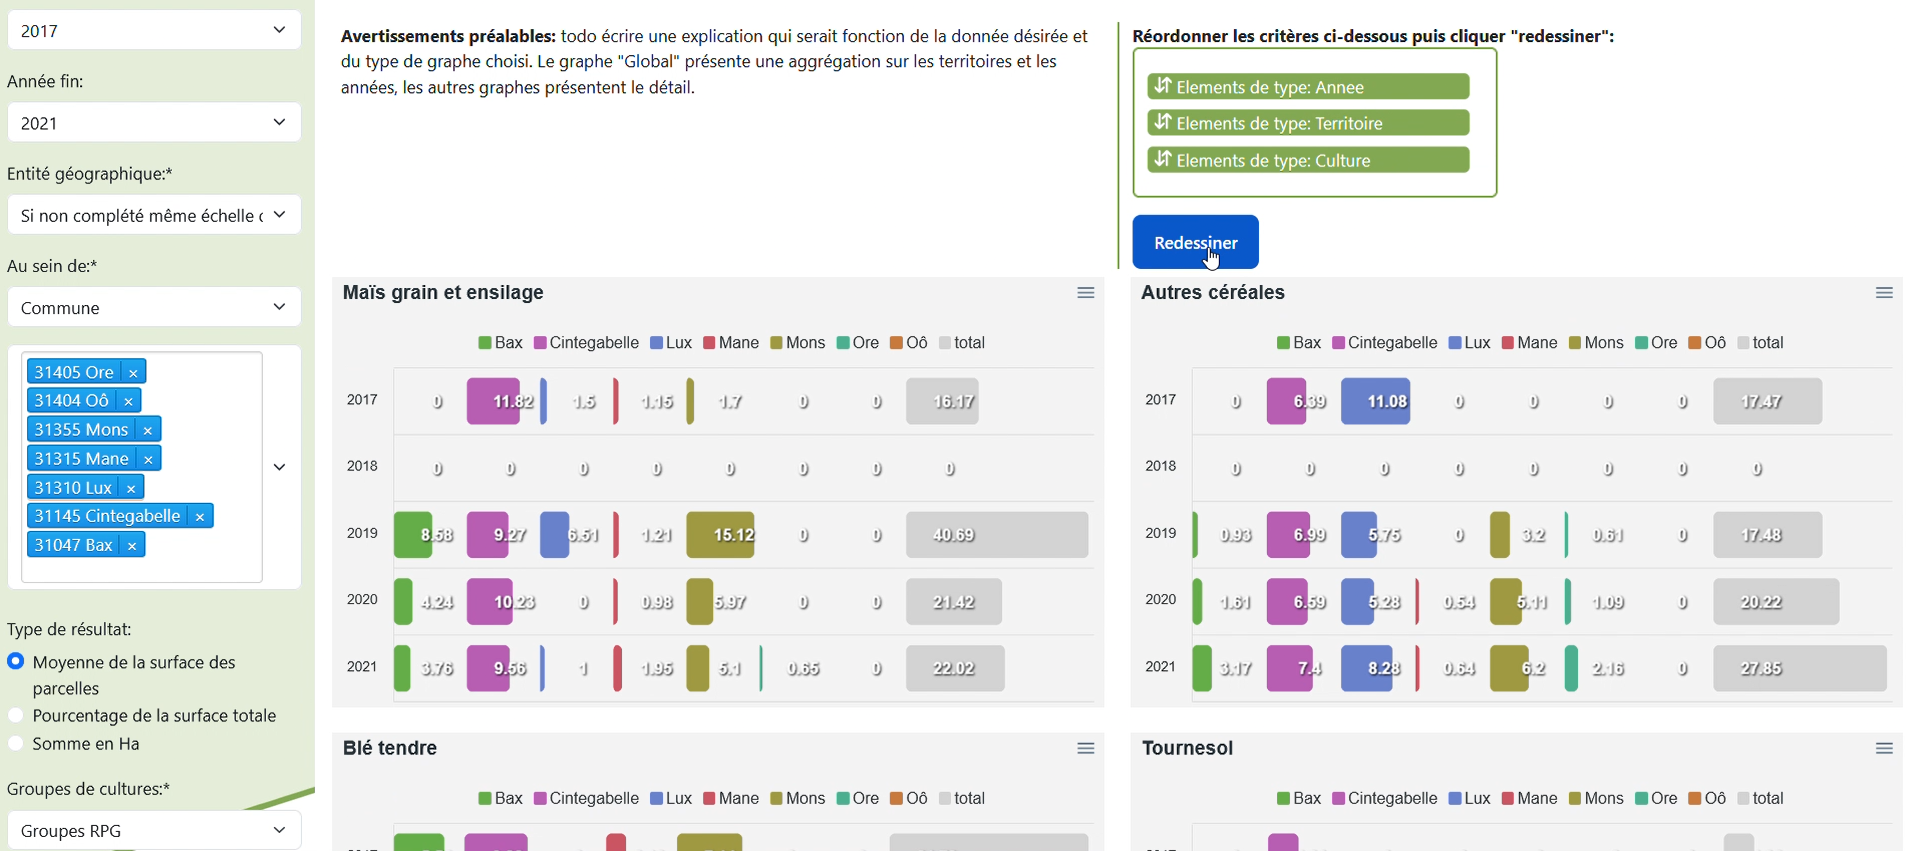 2017
Année fin:
2021
Entité géographique:*
Si non complété même échelle
Au sein de:*
Commune
31405 Ore ×
31404 Oô ×
31355 Mons ×
31315 Mane ×
31310 Lux ×
31145 Cintegabelle ×
31047 Bax ×
Type de résultat:
Moyenne de la surface des
parcelles
Pourcentage de la surface totale
Somme en Ha
Groupes de cultures:*
Groupes RPG
Avertissements préalables: todo écrire une explication qui serait fonction de la donnée désirée et
du type de graphe choisi. Le graphe "Global" présente une aggrégation sur les territoires et les
années, les autres graphes présentent le détail.
Réordonner les critères ci-dessous puis cliquer "redessiner":
Elements de type: Annee
Elements de type: Territoire
Elements de type: Culture
Redessiner
Maïs grain et ensilage
Bax Cintegabelle Lux Mane Mons Ore Oô total
2017 0 11.82 1.5 1.15 1.7 0 0 16.17
2018 0 0 0 0 0 0 0 0
2019 8.58 9.27 6.51 1.21 15.12 0 0 40.69
2020 4.24 10.23 0 0.98 5.97 0 0 21.42
2021 3.76 9.56 1 1.95 5.1 0.65 0 22.02
Autres céréales
Bax Cintegabelle Lux Mane Mons Ore Oô total
2017 0 6.39 11.08 0 0 0 0 17.47
2018 0 0 0 0 0 0 0 0
2019 0.93 6.99 5.75 0 3.2 0.61 0 17.48
2020 1.61 6.59 5.28 0.54 5.11 1.09 0 20.22
2021 3.17 7.4 8.28 0.64 6.2 2.16 0 27.85
Blé tendre
Bax Cintegabelle Lux Mane Mons Ore Oô total
Tournesol
Bax Cintegabelle Lux Mane Mons Ore Oô total